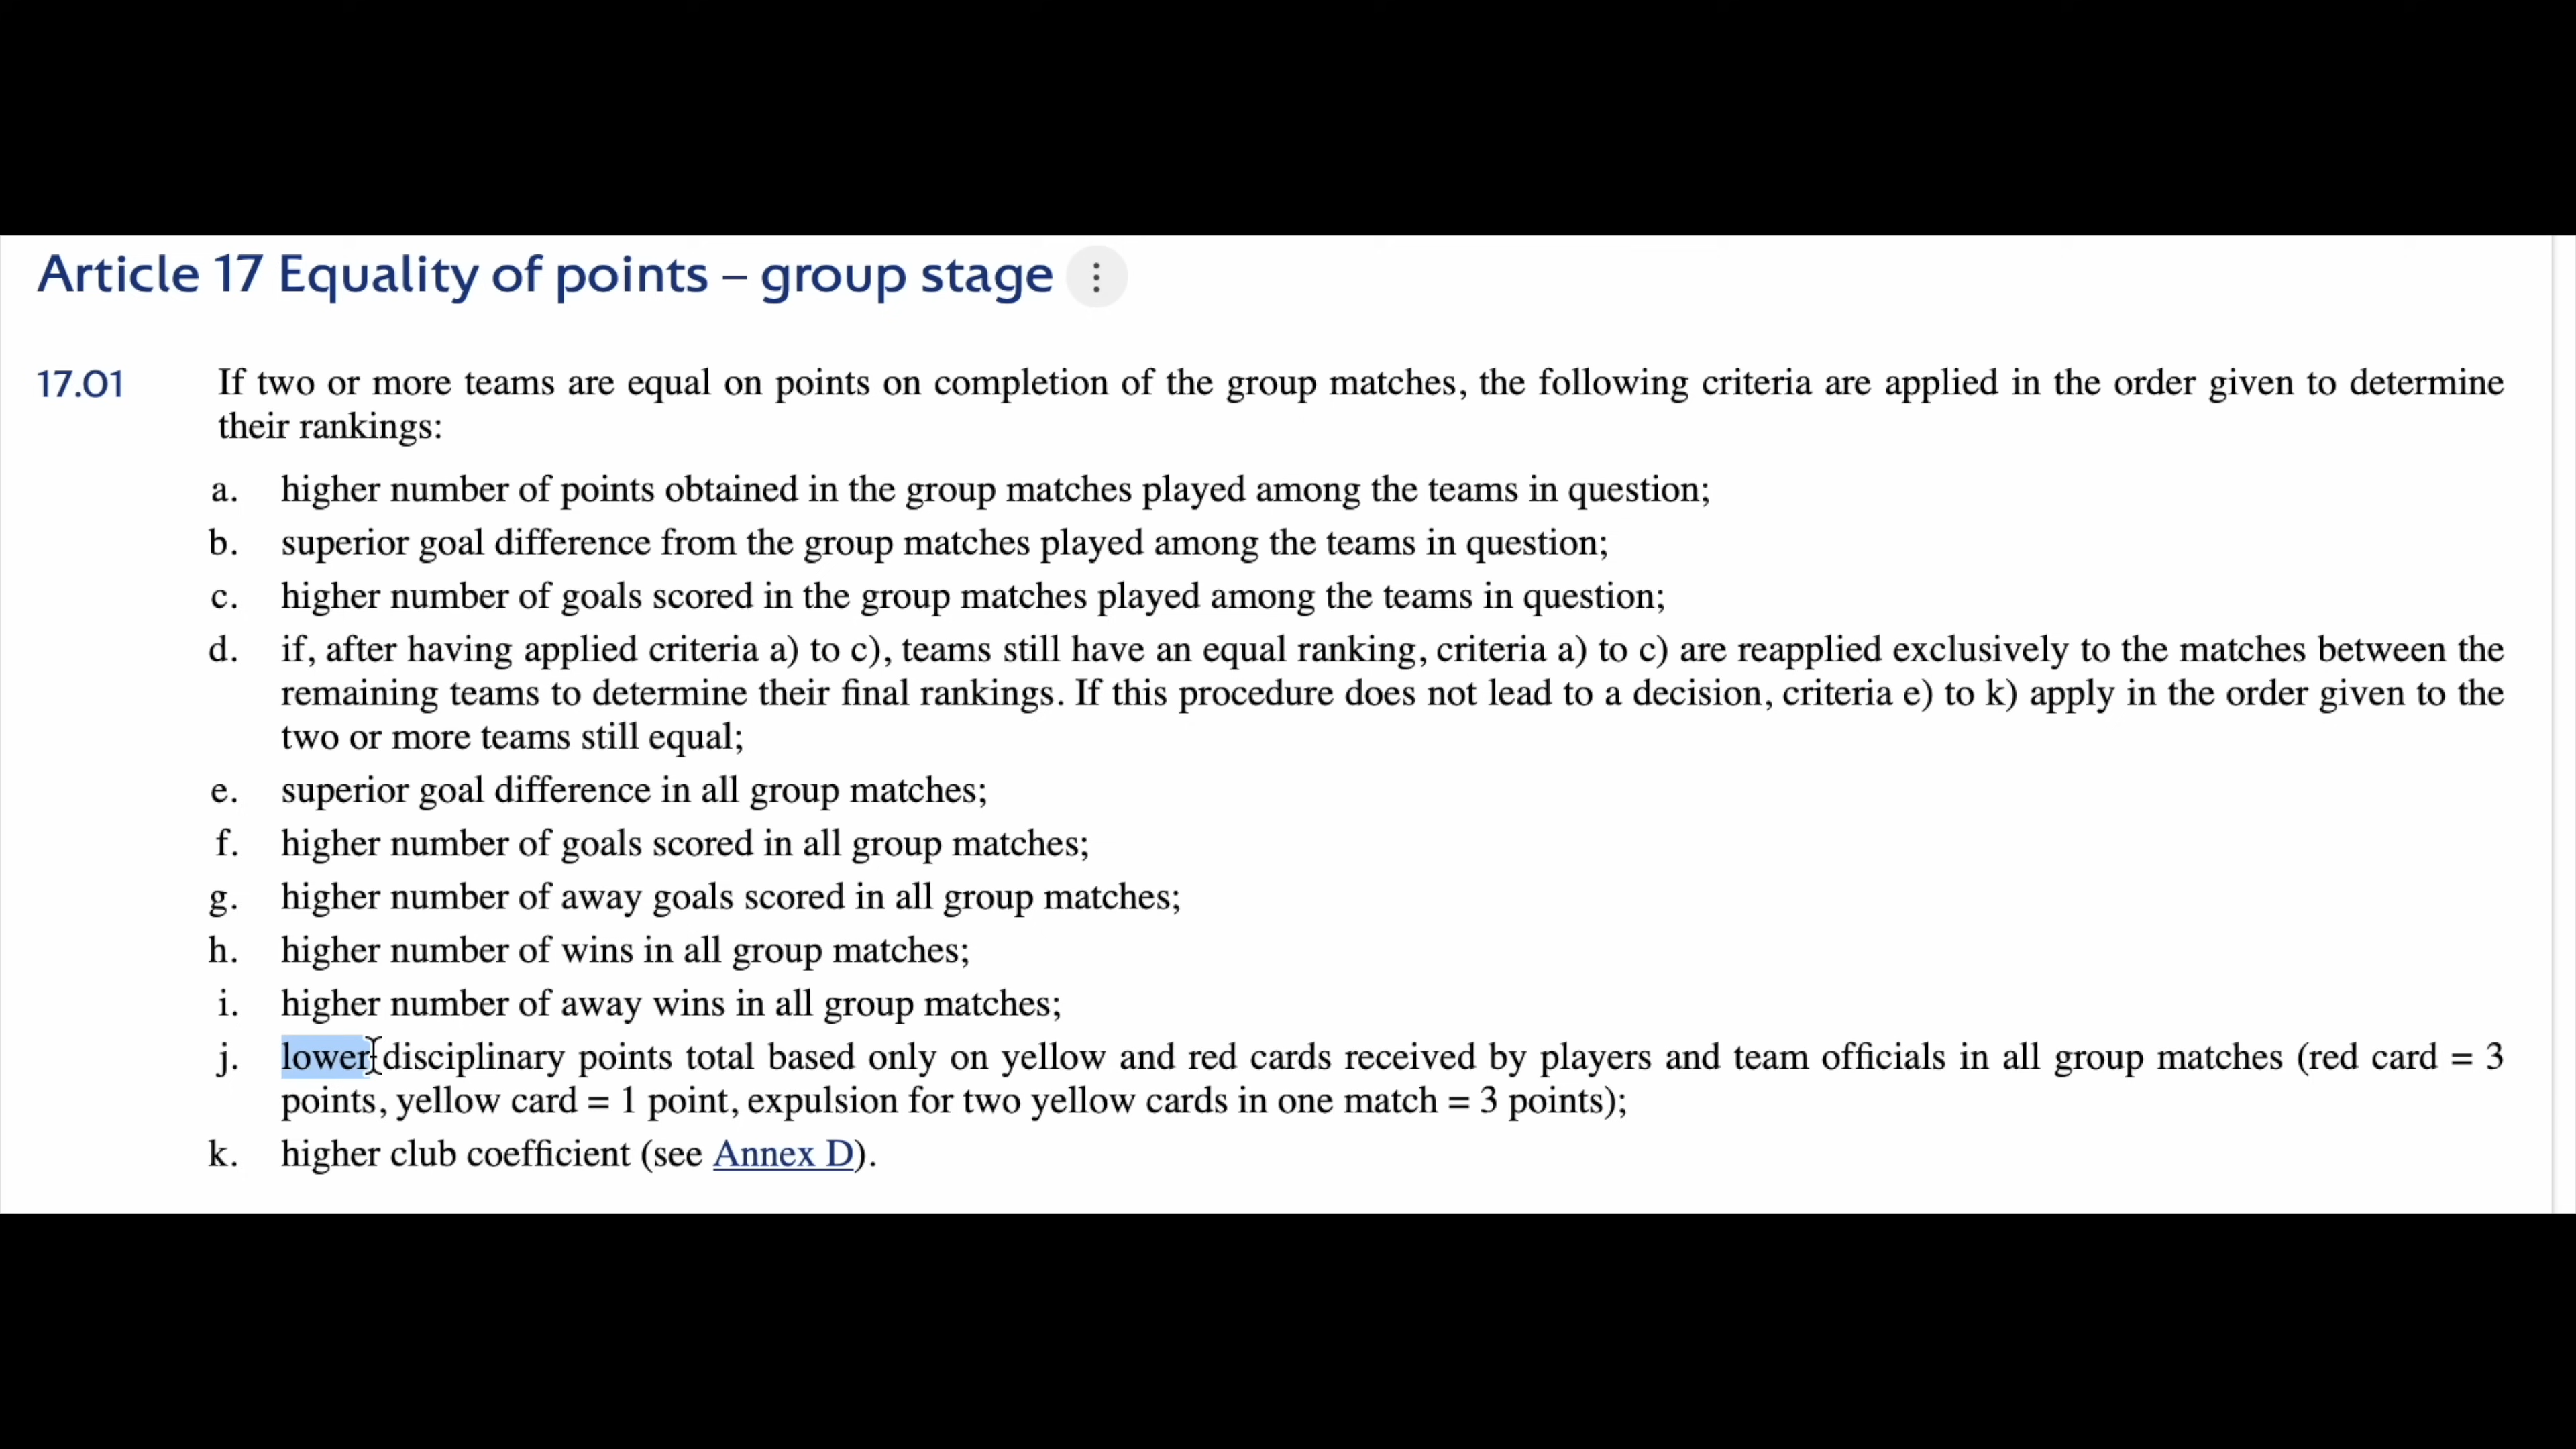 Article 17 Equality of points – group stage
17.01 If two or more teams are equal on points on completion of the group matches, the following criteria are applied in the order given to determine
their rankings:
a. higher number of points obtained in the group matches played among the teams in question;
b. superior goal difference from the group matches played among the teams in question;
c. higher number of goals scored in the group matches played among the teams in question;
d. if, after having applied criteria a) to c), teams still have an equal ranking, criteria a) to c) are reapplied exclusively to the matches between the
remaining teams to determine their final rankings. If this procedure does not lead to a decision, criteria e) to k) apply in the order given to the
two or more teams still equal;
e. superior goal difference in all group matches;
f. higher number of goals scored in all group matches;
g. higher number of away goals scored in all group matches;
h. higher number of wins in all group matches;
i. higher number of away wins in all group matches;
j. lower disciplinary points total based only on yellow and red cards received by players and team officials in all group matches (red card = 3
points, yellow card = 1 point, expulsion for two yellow cards in one match = 3 points);
k. higher club coefficient (see Annex D).